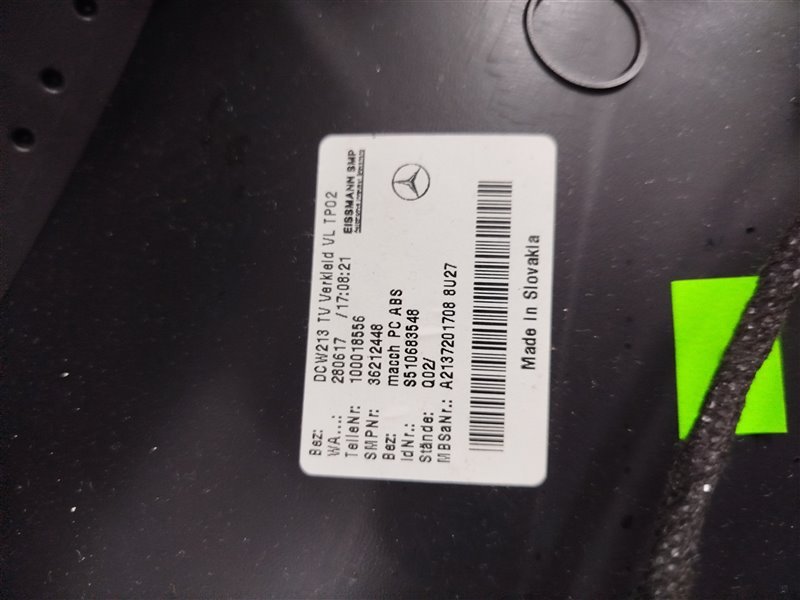 Bez: DCW213 TV Verkleid VL TP02
WA...: 280617 /17:08:21
TeileNr: 100018556
EISSMANN SMP
SMPNr: 36212448
Bez: macch PC ABS
IdNr.: S510683548
Stände: Q02/
MBSaNr.: A2137201708 8U27
Made In Slovakia